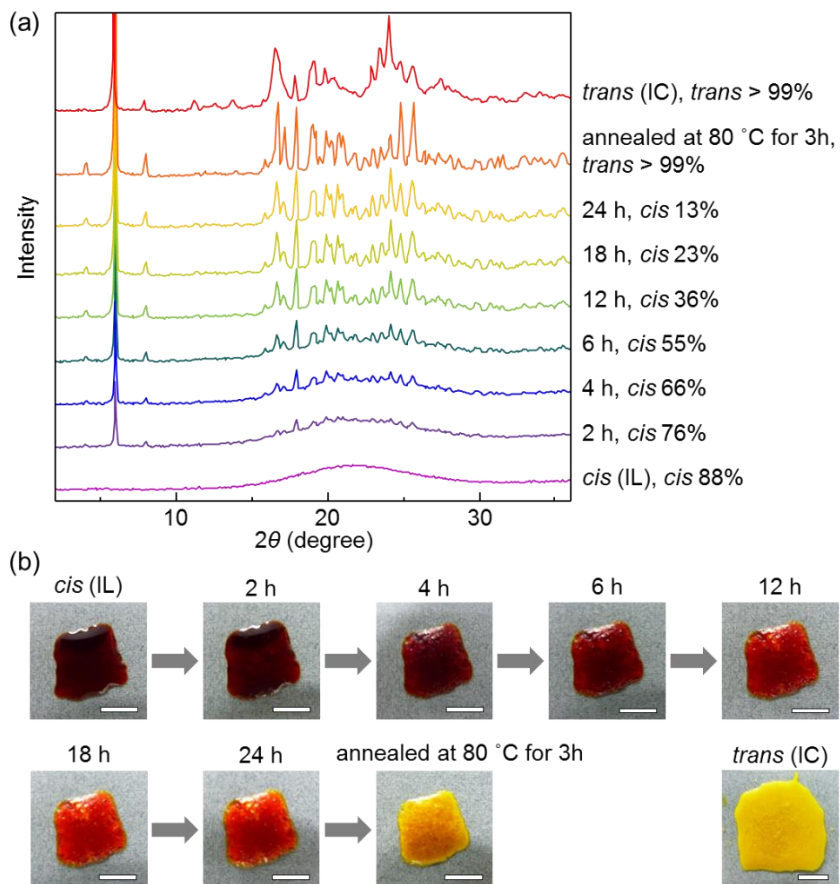 (a)
Intensity
trans (IC), trans > 99%
annealed at 80 ˚C for 3h,
trans > 99%
24 h, cis 13%
18 h, cis 23%
12 h, cis 36%
6 h, cis 55%
4 h, cis 66%
2 h, cis 76%
cis (IL), cis 88%
10
20
30
2θ (degree)
(b)
cis (IL)
2 h
4 h
6 h
12 h
18 h
24 h
annealed at 80 ˚C for 3h
trans (IC)